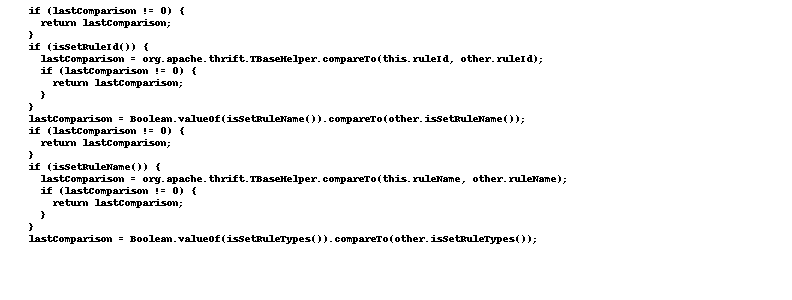 if (lastComparison != 0) {
  return lastComparison;
}
if (isSetRuleId()) {
  lastComparison = org.apache.thrift.TBaseHelper.compareTo(this.ruleId, other.ruleId);
  if (lastComparison != 0) {
    return lastComparison;
  }
}
lastComparison = Boolean.valueOf(isSetRuleName()).compareTo(other.isSetRuleName());
if (lastComparison != 0) {
  return lastComparison;
}
if (isSetRuleName()) {
  lastComparison = org.apache.thrift.TBaseHelper.compareTo(this.ruleName, other.ruleName);
  if (lastComparison != 0) {
    return lastComparison;
  }
}
lastComparison = Boolean.valueOf(isSetRuleTypes()).compareTo(other.isSetRuleTypes());